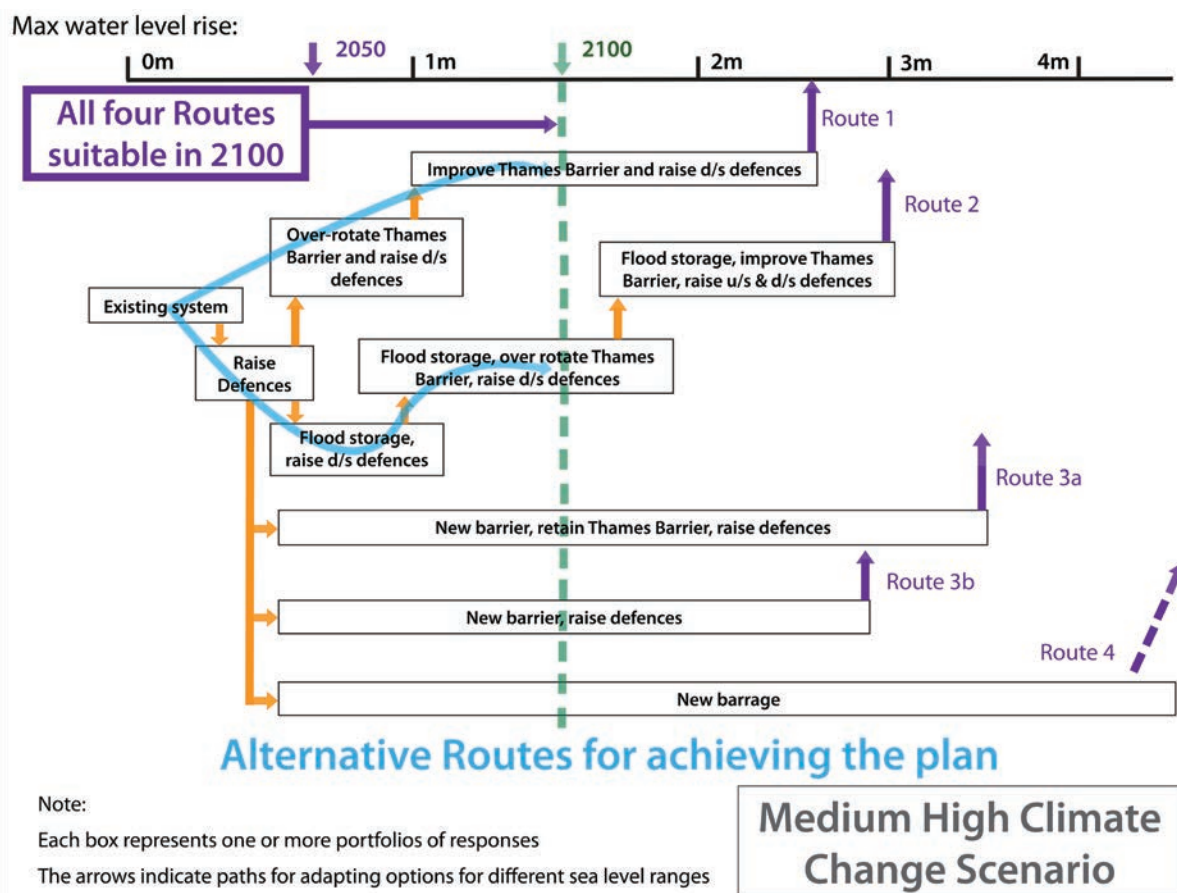 Max water level rise:
2050
2100
0m
1m
2m
3m
4m
All four Routes
suitable in 2100
Route 1
Improve Thames Barrier and raise d/s defences
Route 2
Over-rotate Thames
Barrier and raise d/s
defences
Flood storage, improve Thames
Barrier, raise u/s & d/s defences
Existing system
Raise
Defences
Flood storage, over rotate Thames
Barrier, raise d/s defences
Flood storage,
raise d/s defences
Route 3a
New barrier, retain Thames Barrier, raise defences
Route 3b
New barrier, raise defences
Route 4
New barrage
Alternative Routes for achieving the plan
Note:
Each box represents one or more portfolios of responses
The arrows indicate paths for adapting options for different sea level ranges
Medium High Climate
Change Scenario